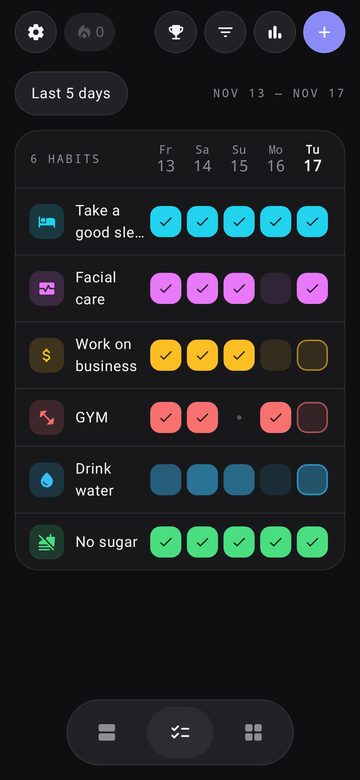 0
Last 5 days
NOV 13 — NOV 17
6 HABITS
Fr Sa Su Mo Tu
13 14 15 16 17
Take a
good sle…
Facial
care
Work on
business
GYM
Drink
water
No sugar